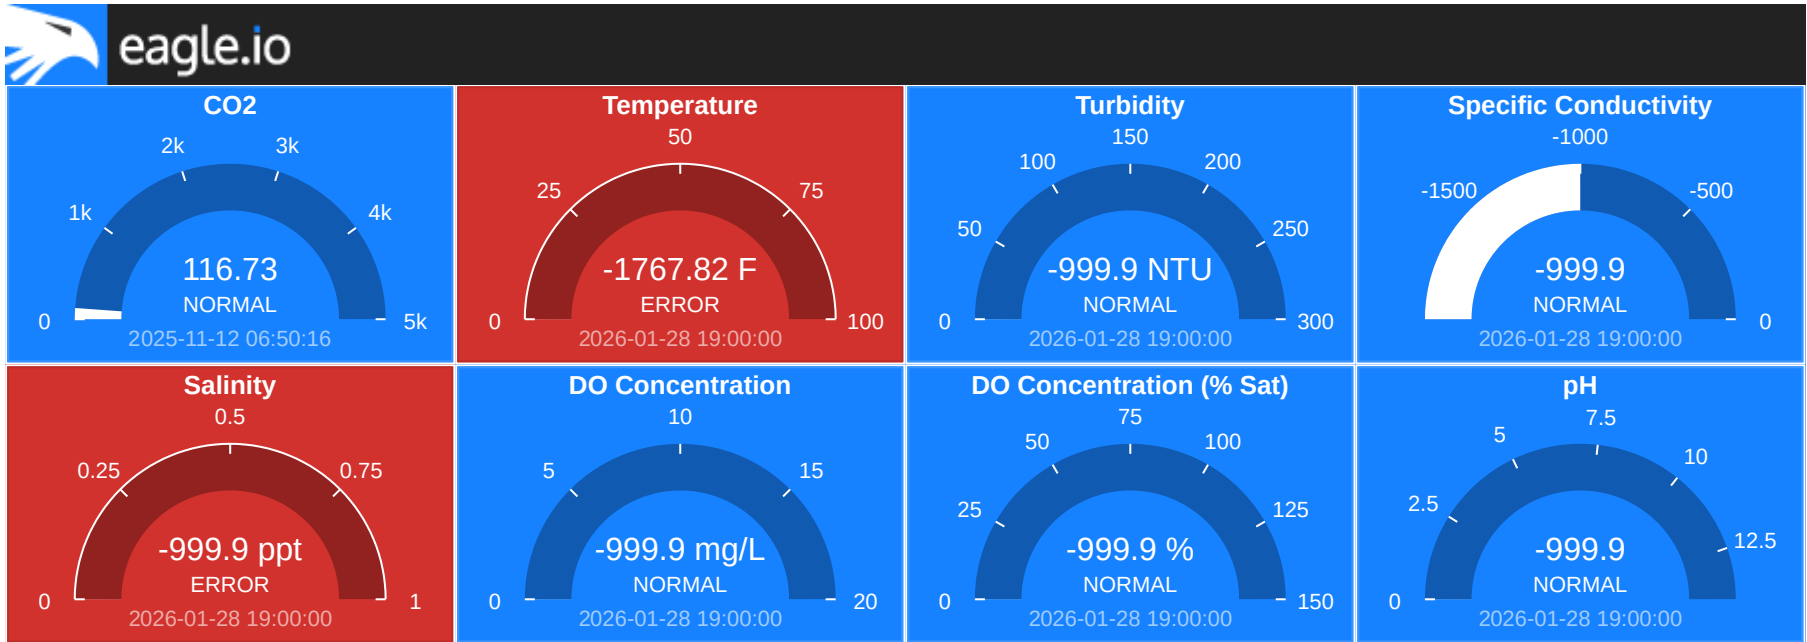 eagle.io
CO2
2k 3k
1k 4k
116.73
NORMAL
0 5k
2025-11-12 06:50:16
Temperature
50
25 75
-1767.82 F
ERROR
0 100
2026-01-28 19:00:00
Turbidity
150
100 200
50 250
-999.9 NTU
NORMAL
0 300
2026-01-28 19:00:00
Specific Conductivity
-1000
-1500 -500
-999.9
NORMAL
0
2026-01-28 19:00:00
Salinity
0.5
0.25 0.75
-999.9 ppt
ERROR
0 1
2026-01-28 19:00:00
DO Concentration
10
5 15
-999.9 mg/L
NORMAL
0 20
2026-01-28 19:00:00
DO Concentration (% Sat)
75
50 100
25 125
-999.9 %
NORMAL
0 150
2026-01-28 19:00:00
pH
7.5
5 10
2.5 12.5
-999.9
NORMAL
0
2026-01-28 19:00:00